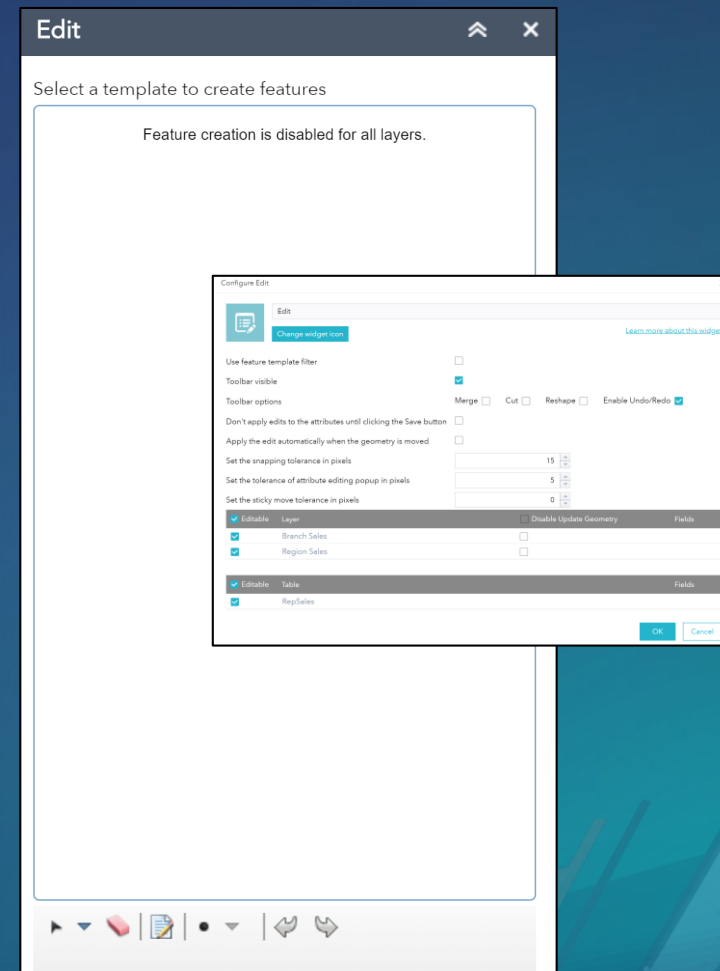 Edit
Select a template to create features
Feature creation is disabled for all layers.
Configure Edit
Edit
Change widget icon
Learn more about this widget
Use feature template filter
Toolbar visible
Toolbar options Merge Cut Reshape Enable Undo/Redo
Don't apply edits to the attributes until clicking the Save button
Apply the edit automatically when the geometry is moved
Set the snapping tolerance in pixels 15
Set the tolerance of attribute editing popup in pixels 5
Set the sticky move tolerance in pixels 0
Editable Layer Disable Update Geometry Fields
Branch Sales
Region Sales
Editable Table Fields
RepSales
OK Cancel